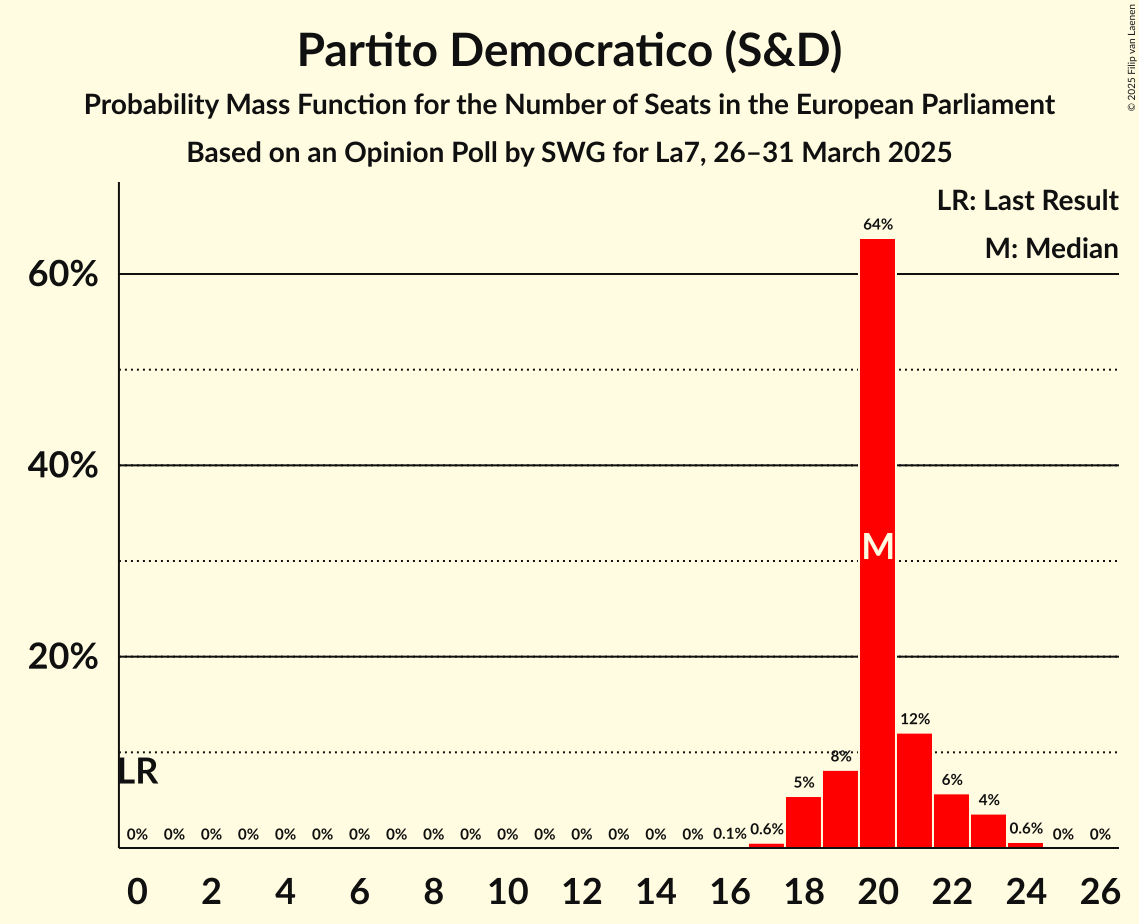 Partito Democratico (S&D)
Probability Mass Function for the Number of Seats in the European Parliament
Based on an Opinion Poll by SWG for La7, 26–31 March 2025
© 2025 Filip van Laenen
LR: Last Result
M: Median
60%
40%
20%
64%
M
12%
8%
5%
6%
4%
LR
0% 0% 0% 0% 0% 0% 0% 0% 0% 0% 0% 0% 0% 0% 0% 0% 0.1% 0.6% 0.6% 0% 0%
0 2 4 6 8 10 12 14 16 18 20 22 24 26